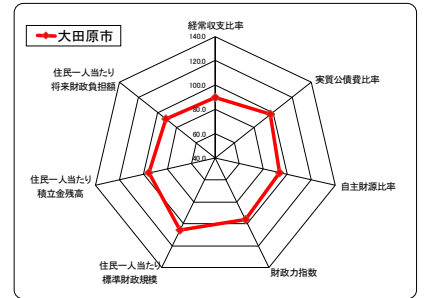 大田原市
経常収支比率
140.0
120.0
100.0
80.0
60.0
40.0
実質公債費比率
自主財源比率
財政力指数
住民一人当たり
標準財政規模
住民一人当たり
積立金残高
住民一人当たり
将来財政負担額